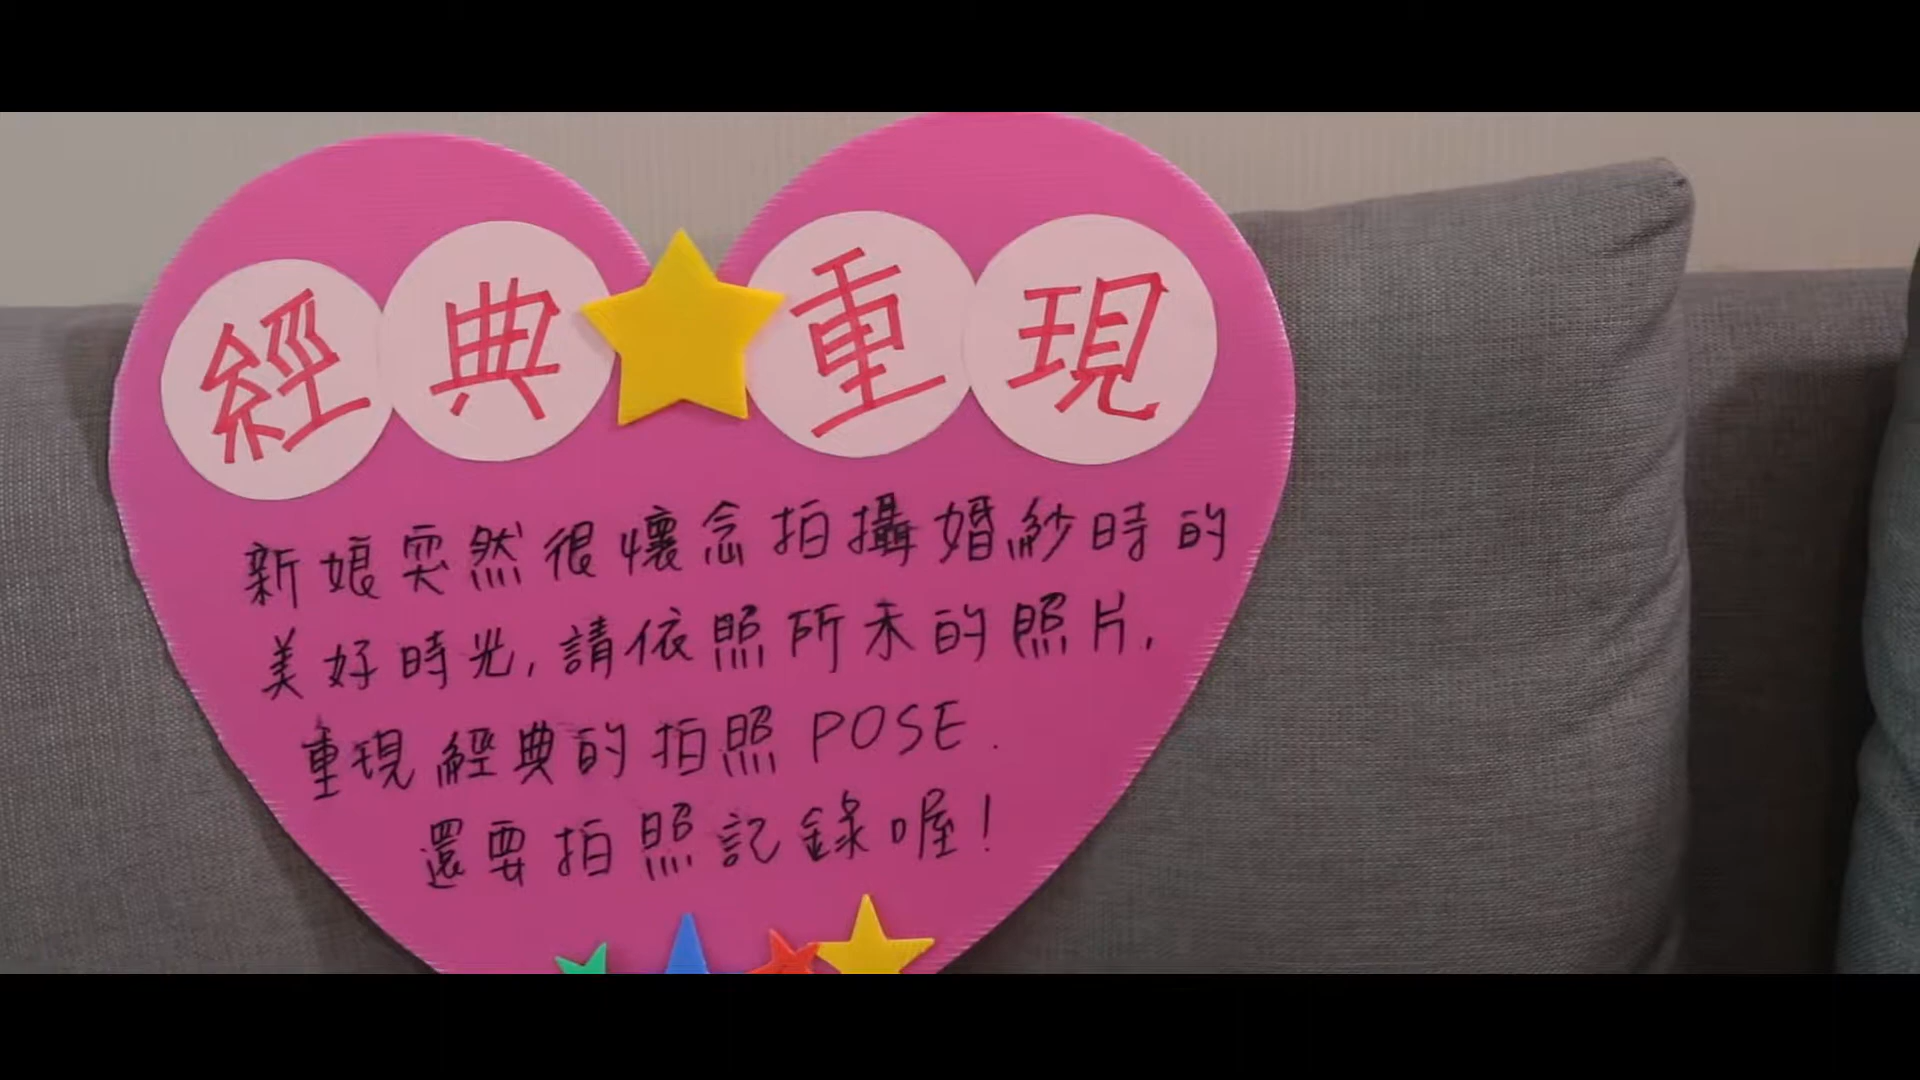 經典重現
新娘突然很懷念拍攝婚紗時的
美好時光,請依照所示的照片,
重現經典的拍照POSE.
還要拍照記錄喔!